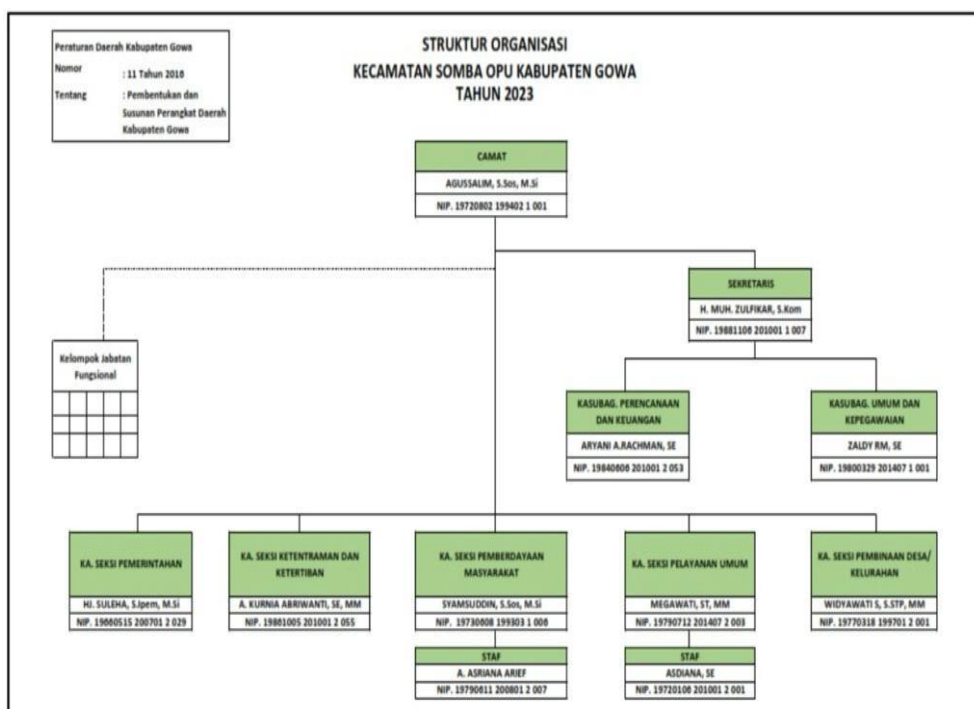 Peraturan Daerah Kabupaten Gowa
Nomor : 11 Tahun 2016
Tentang : Pembentukan dan
Susunan Perangkat Daerah
Kabupaten Gowa
STRUKTUR ORGANISASI
KECAMATAN SOMBA OPU KABUPATEN GOWA
TAHUN 2023
CAMAT
AGUSSALIM, S.Sos, M.Si
NIP. 19720802 199402 1 001
SEKRETARIS
H. MUH. ZULFIKAR, S.Kom
NIP. 19881106 201001 1 007
Kelompok Jabatan
Fungsional
KASUBAG. PERENCANAAN
DAN KEUANGAN
ARYANI A.RACHMAN, SE
NIP. 19840606 201001 2 053
KASUBAG. UMUM DAN
KEPEGAWAIAN
ZALDY RM, SE
NIP. 19800329 201407 1 001
KA. SEKSI PEMERINTAHAN
HJ. SULEHA, S.Ipem, M.Si
NIP. 19660515 200701 2 029
KA. SEKSI KETENTRAMAN DAN
KETERTIBAN
A. KURNIA ABRIWANTI, SE, MM
NIP. 19861005 201001 2 055
KA. SEKSI PEMBERDAYAAN
MASYARAKAT
SYAMSUDDIN, S.Sos, M.Si
NIP. 19730608 199303 1 006
STAF
A. ASRIANA ARIEF
NIP. 19790611 200801 2 007
KA. SEKSI PELAYANAN UMUM
MEGAWATI, ST, MM
NIP. 19790712 201407 2 003
STAF
ASDIANA, SE
NIP. 19720106 201001 2 001
KA. SEKSI PEMBINAAN DESA/
KELURAHAN
WIDYAWATI S, S.STP, MM
NIP. 19770318 199701 2 001